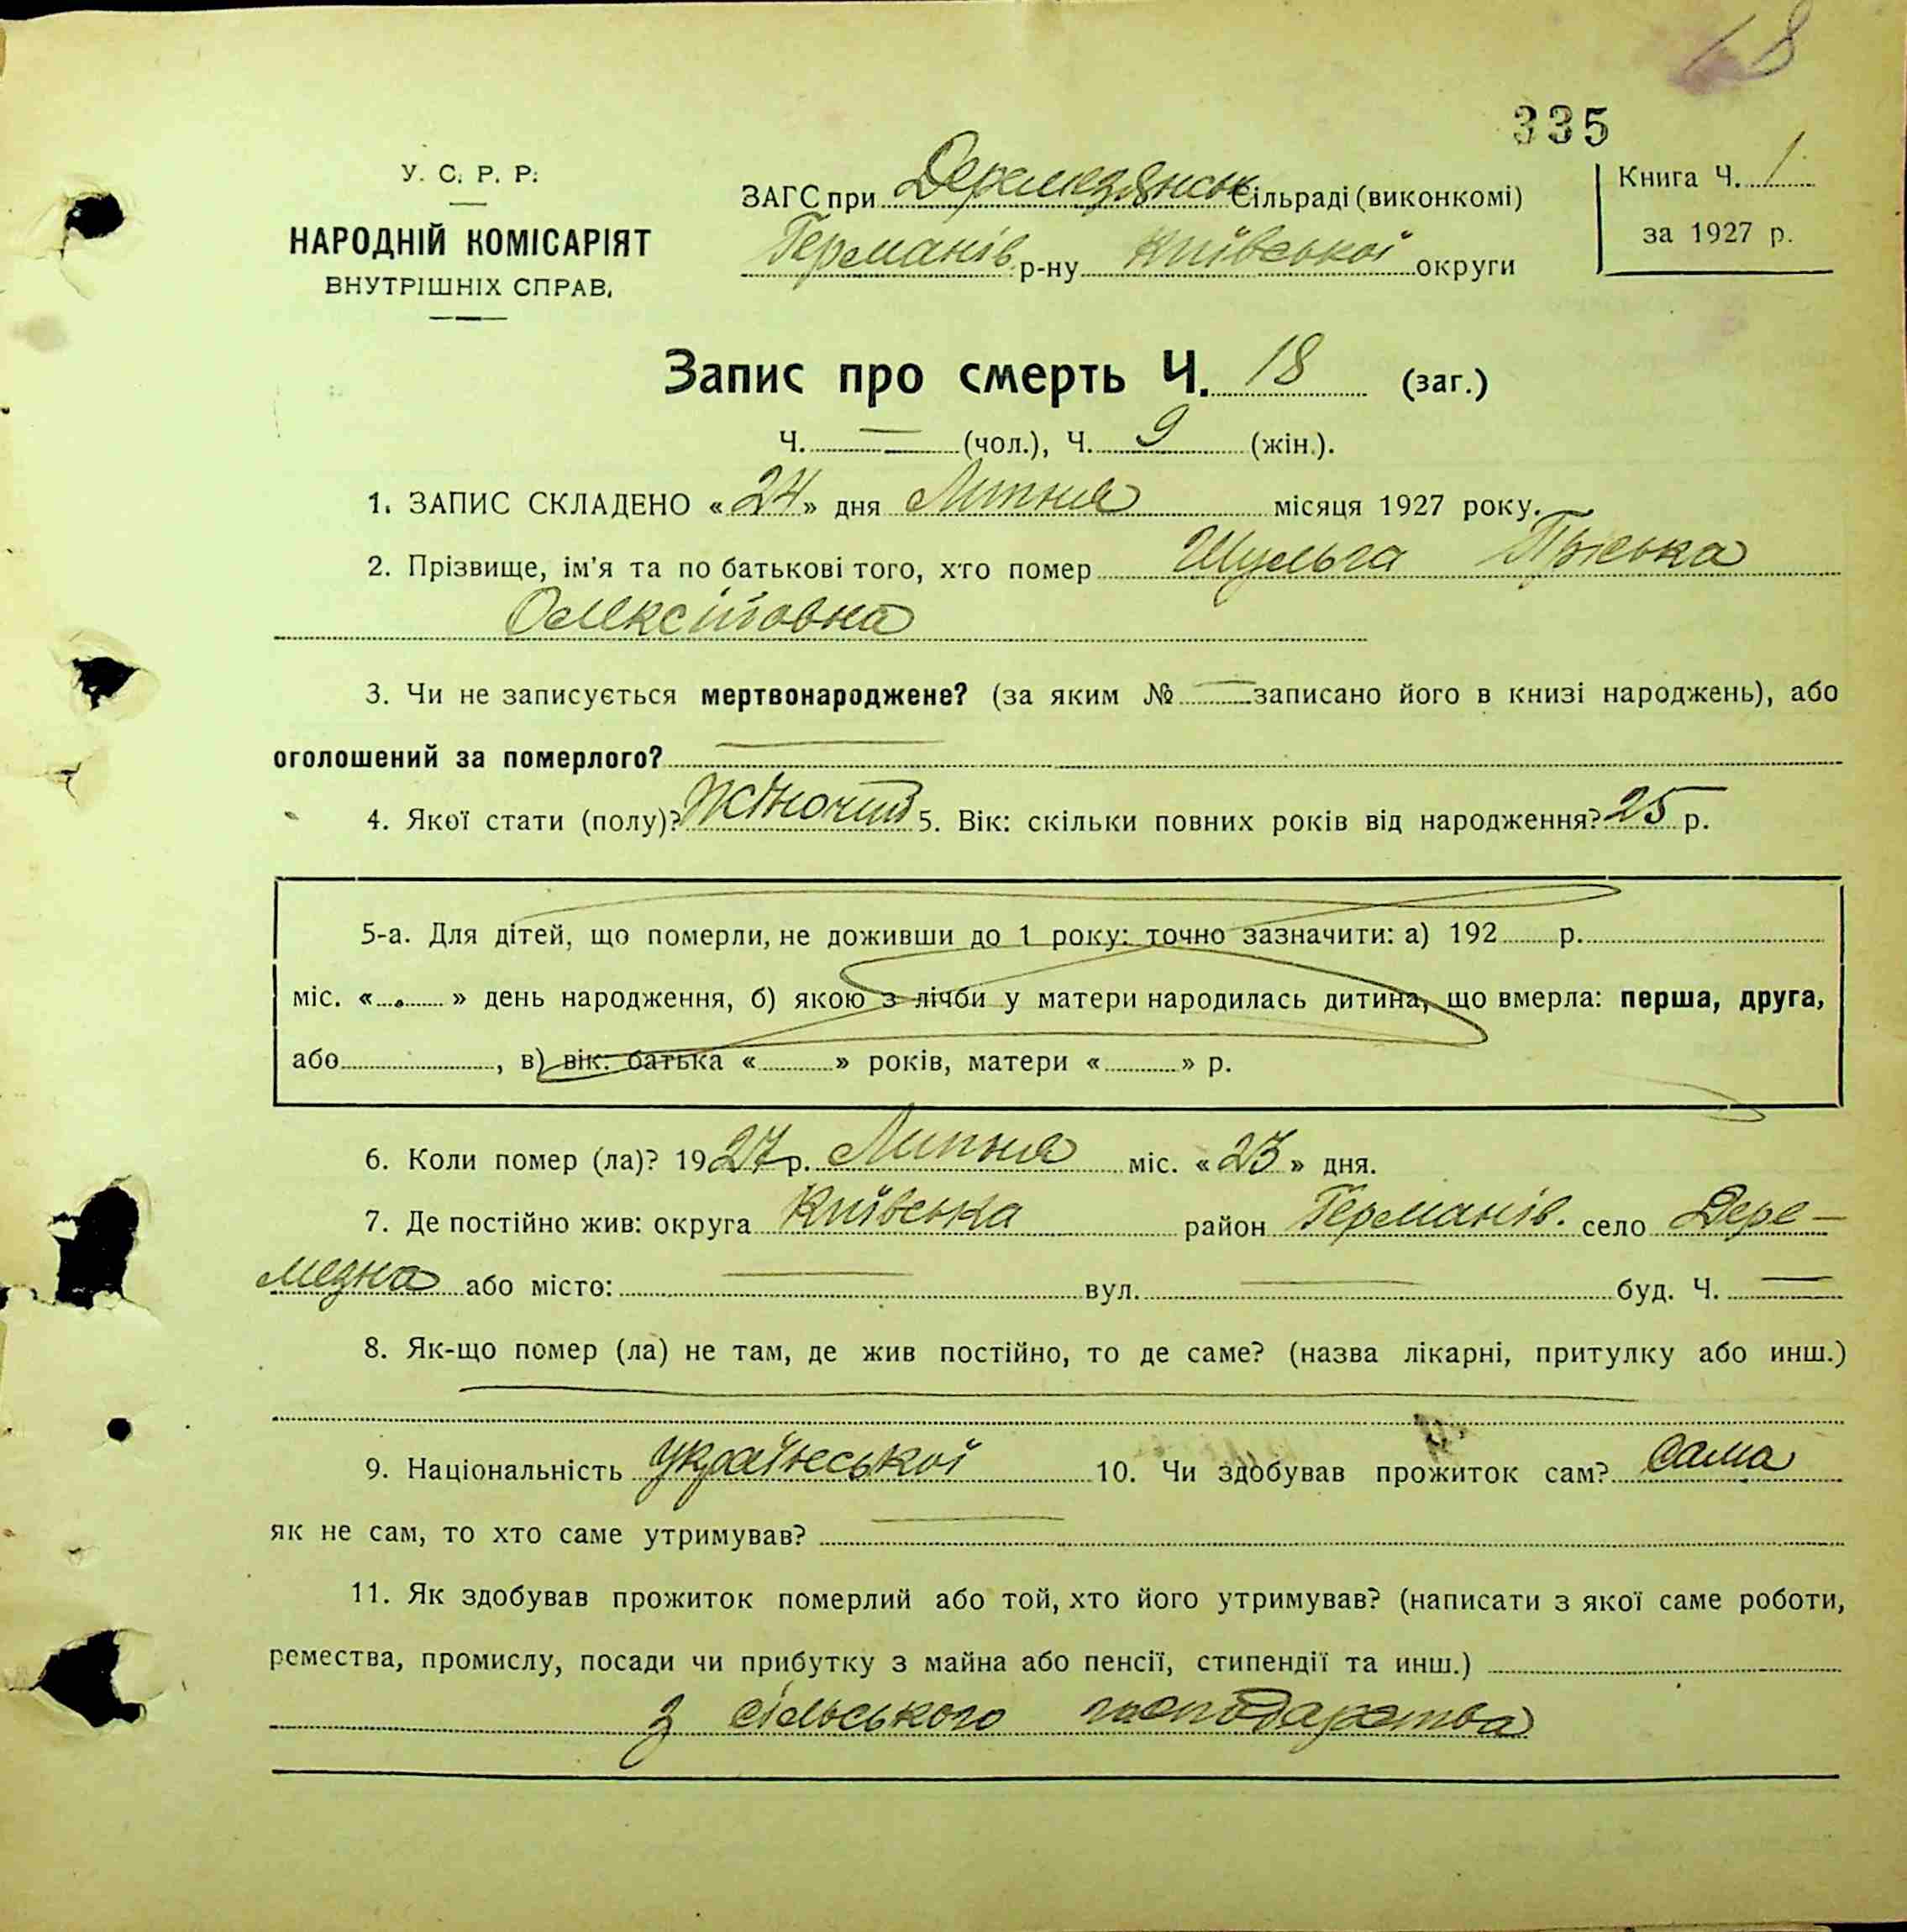 18
335
У. С. Р. Р.
НАРОДНІЙ КОМІСАРІЯТ
ВНУТРІШНІХ СПРАВ.
ЗАГС при Деремезянськ Сільраді (виконкомі)
Германів р-ну Київської округи
Книга Ч. 1
за 1927 р.
Запис про смерть Ч. 18 (заг.)
Ч. — (чол.), Ч. 9 (жін.).
1. ЗАПИС СКЛАДЕНО «24» дня Липня місяця 1927 року.
2. Прізвище, ім'я та по батькові того, хто помер Шульга Пріська
Олексіївна
3. Чи не записується мертвонароджене? (за яким № — записано його в книзі народжень), або
оголошений за померлого? —
4. Якої стати (полу)? Жіночий 5. Вік: скільки повних років від народження? 25 р.
5-а. Для дітей, що померли, не доживши до 1 року: точно зазначити: а) 192 р.
міс. « » день народження, б) якою з лічби у матери народилась дитина, що вмерла: перша, друга,
або , в) вік: батька « » років, матери « » р.
6. Коли помер (ла)? 1927 р. Липня міс. «23» дня.
7. Де постійно жив: округа Київська район Германів. село Дере-
мезна або місто: — вул. — буд. Ч. —
8. Як-що помер (ла) не там, де жив постійно, то де саме? (назва лікарні, притулку або инш.)
—
9. Національність української 10. Чи здобував прожиток сам? сама
як не сам, то хто саме утримував? —
11. Як здобував прожиток померлий або той, хто його утримував? (написати з якої саме роботи,
ремества, промислу, посади чи прибутку з майна або пенсії, стипендії та инш.)
з сільського господарства